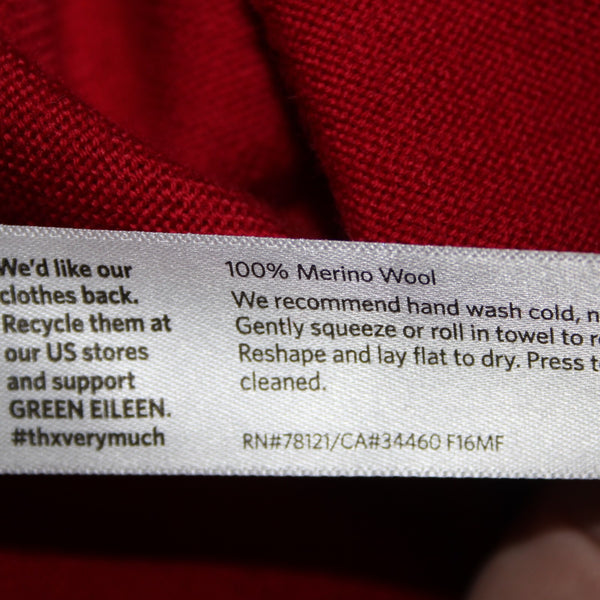 We'd like our
clothes back.
Recycle them at
our US stores
and support
GREEN EILEEN.
#thxverymuch
100% Merino Wool
We recommend hand wash cold,
Gently squeeze or roll in towel to
Reshape and lay flat to dry. Press
cleaned.
RN#78121/CA#34460 F16MF